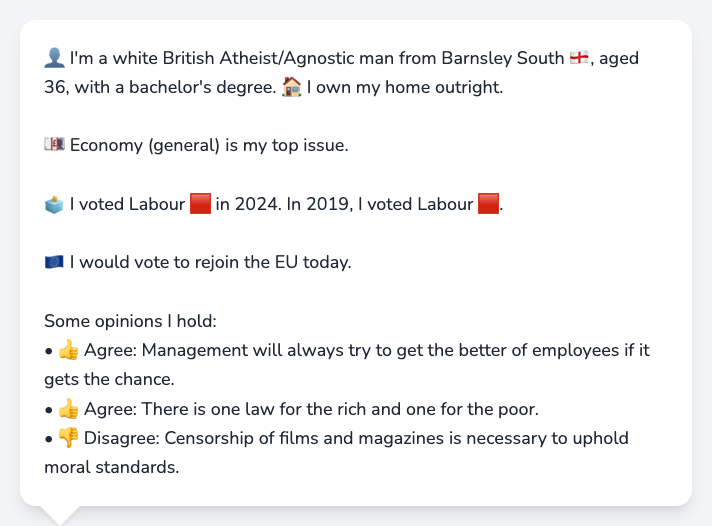 👤 I'm a white British Atheist/Agnostic man from Barnsley South 🏴󠁧󠁢󠁥󠁮󠁧󠁿, aged
36, with a bachelor's degree. 🏠 I own my home outright.
💷 Economy (general) is my top issue.
🗳️ I voted Labour 🟥 in 2024. In 2019, I voted Labour 🟥.
🇪🇺 I would vote to rejoin the EU today.
Some opinions I hold:
• 👍 Agree: Management will always try to get the better of employees if it
gets the chance.
• 👍 Agree: There is one law for the rich and one for the poor.
• 👎 Disagree: Censorship of films and magazines is necessary to uphold
moral standards.